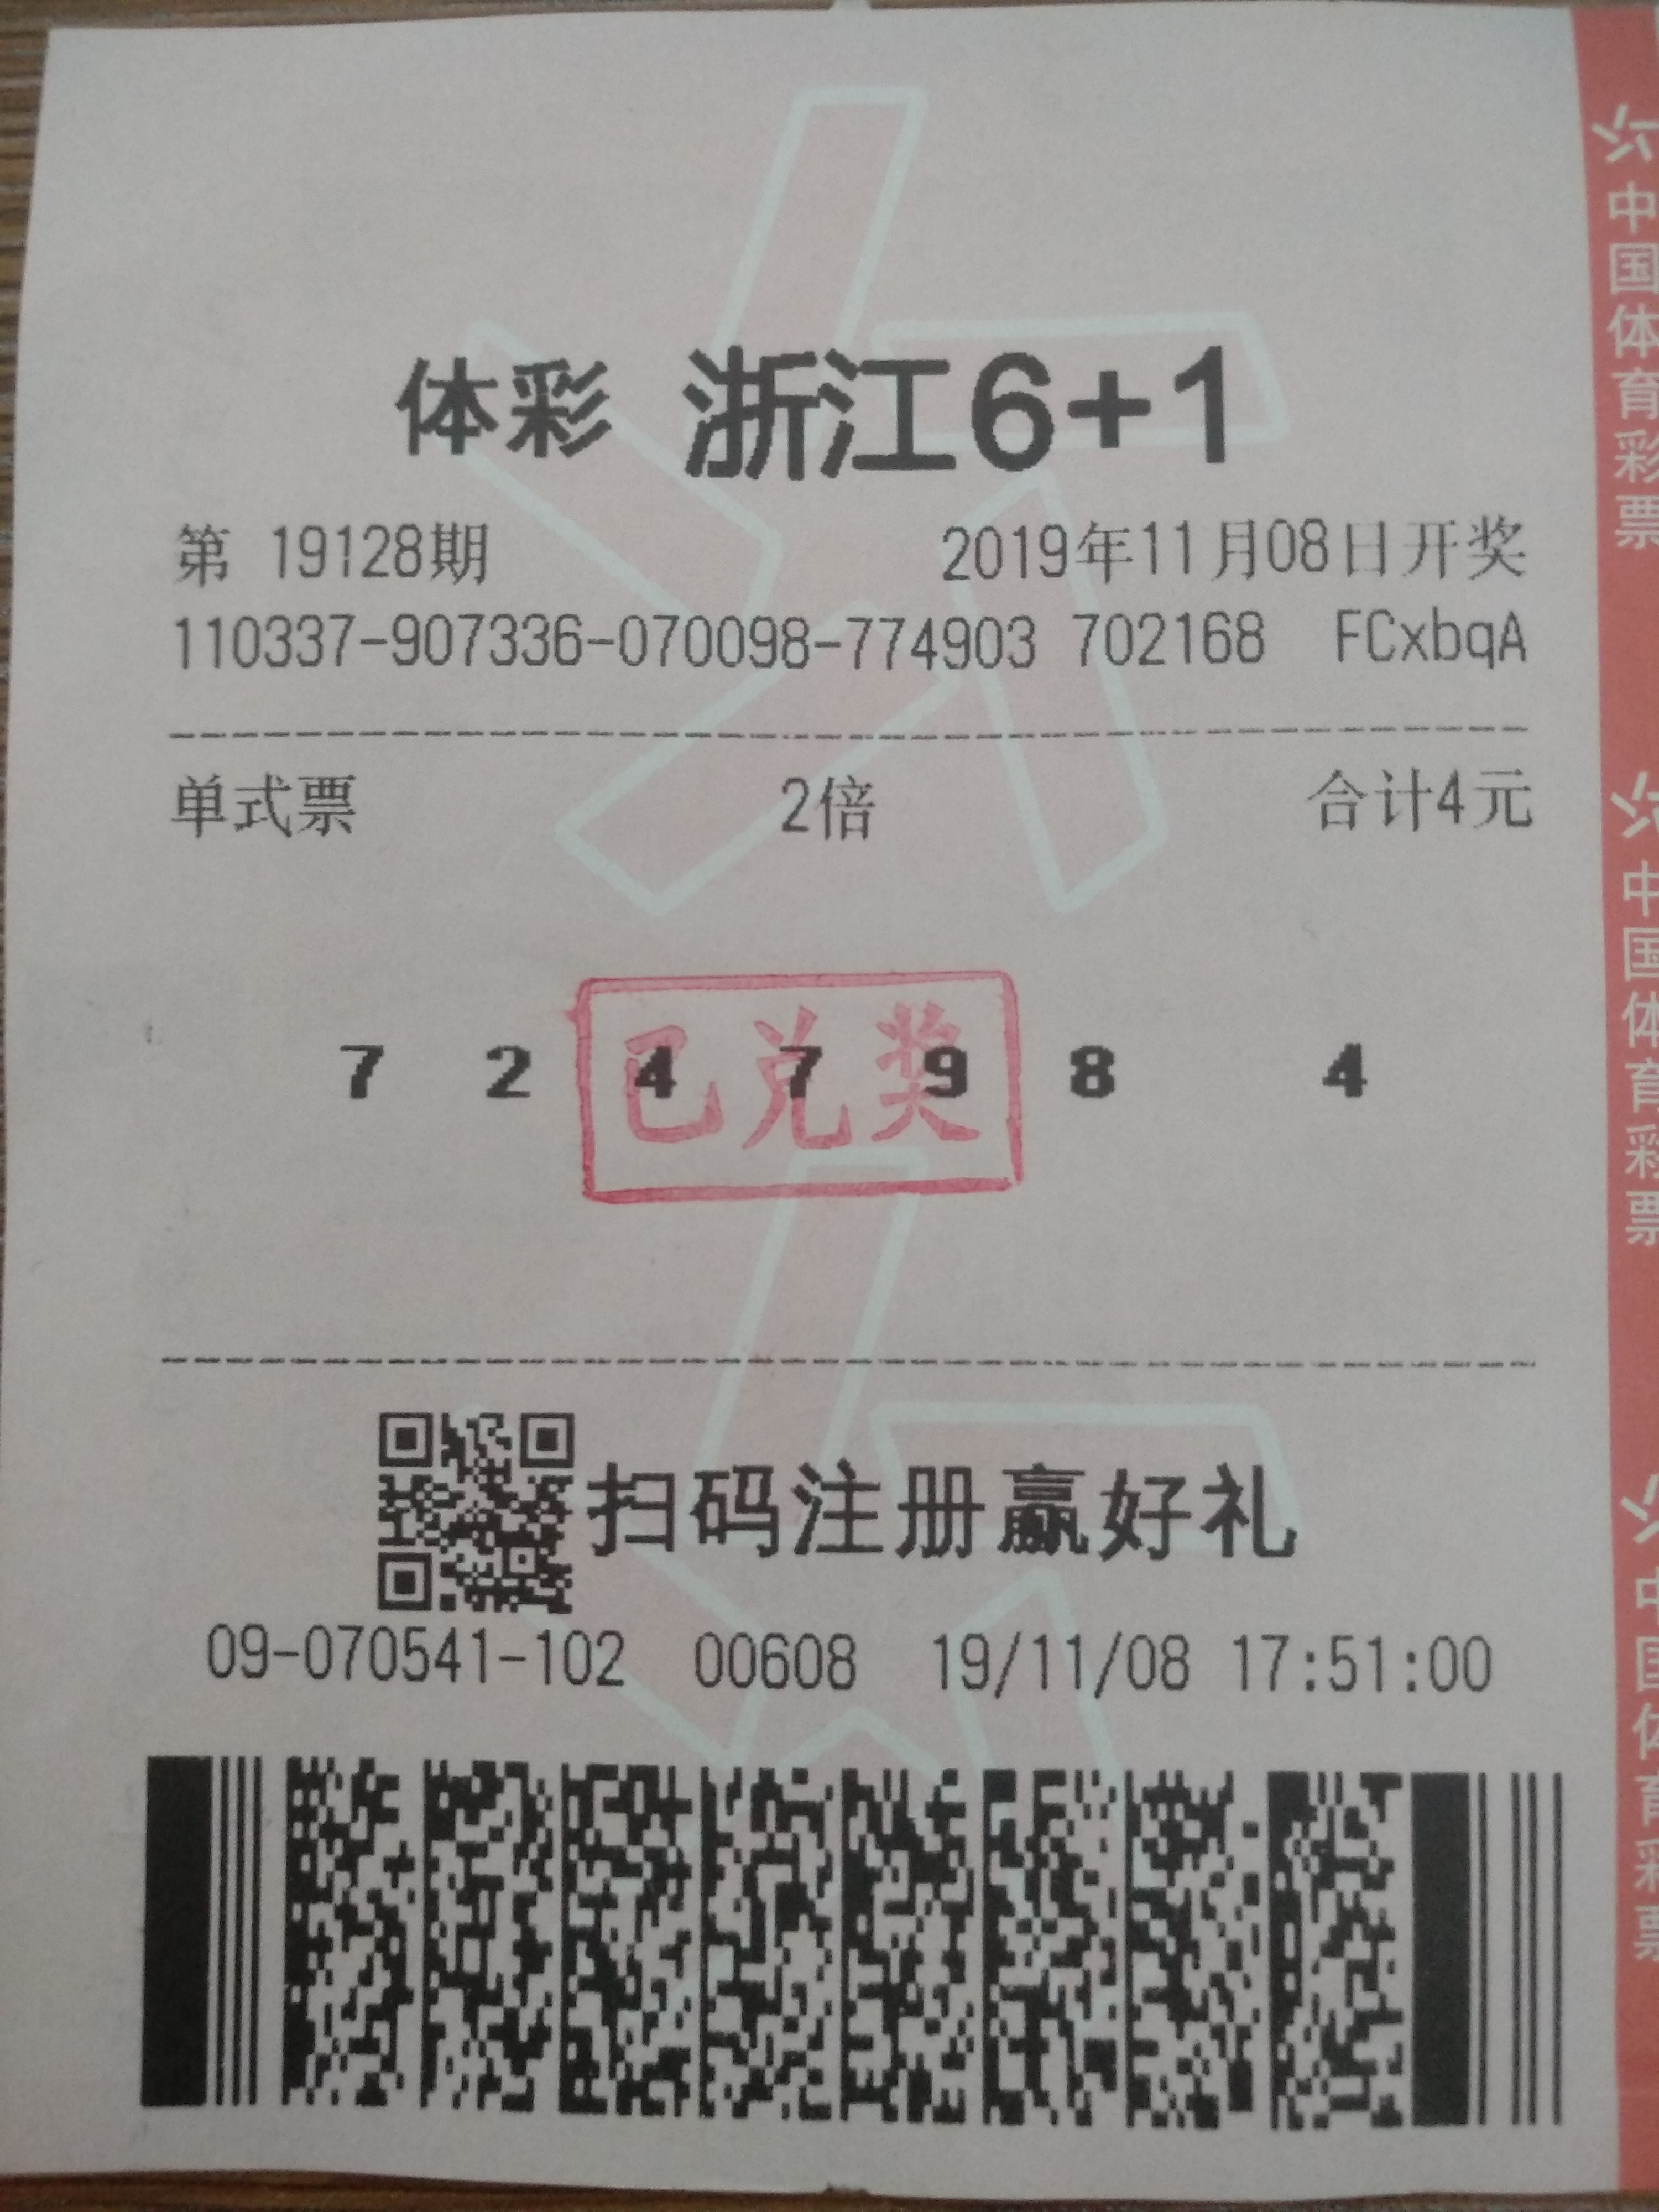 体彩 浙江6+1
第 19128期 2019年11月08日开奖
110337-907336-070098-774903 702168 FCxbqA
单式票 2倍 合计4元
7 2 4 7 9 8 4
已兑奖
扫码注册赢好礼
09-070541-102 00608 19/11/08 17:51:00
中国体育彩票
中国体育彩票
中国体育彩票